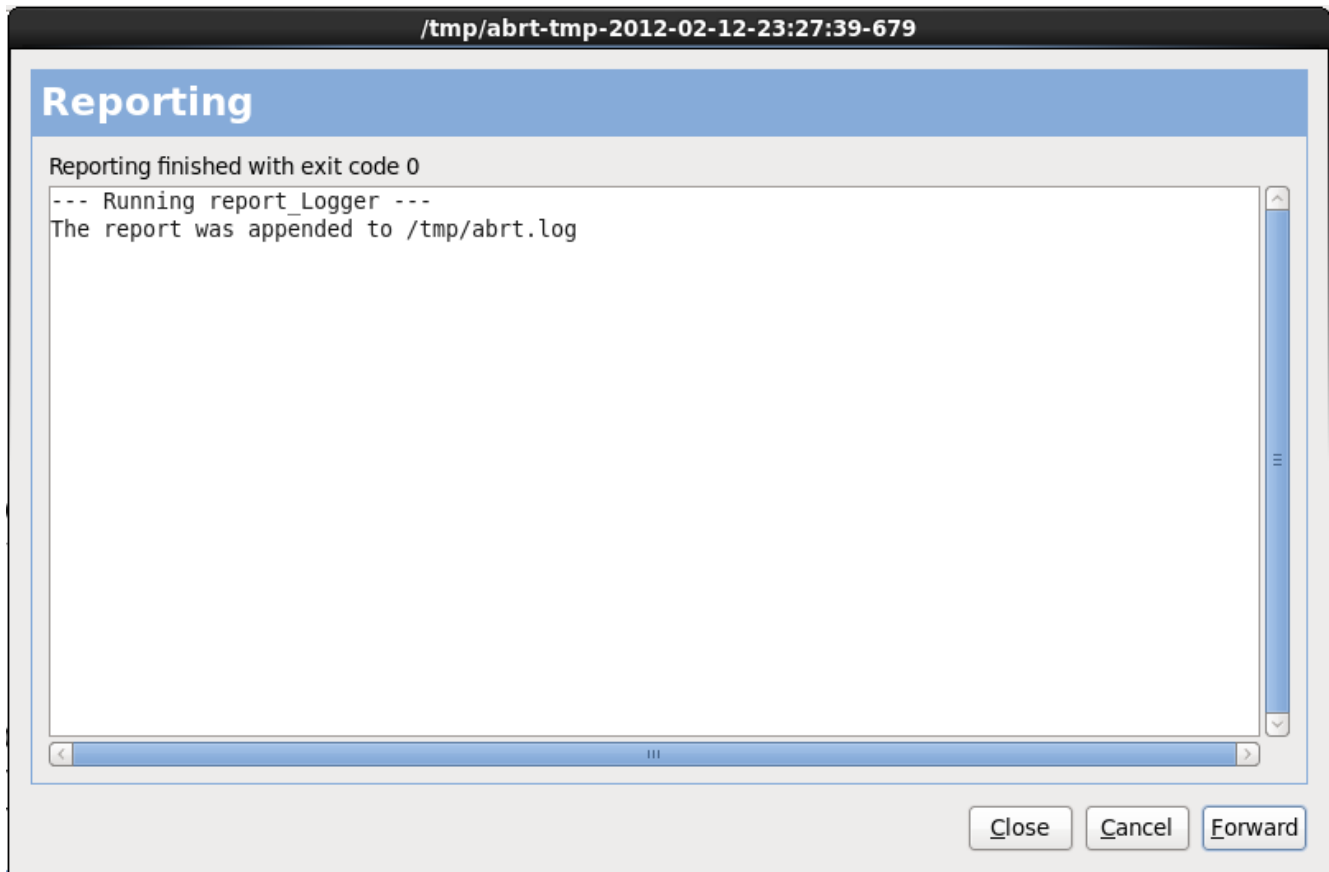 /tmp/abrt-tmp-2012-02-12-23:27:39-679
Reporting
Reporting finished with exit code 0
--- Running report_Logger ---
The report was appended to /tmp/abrt.log
Close Cancel Forward